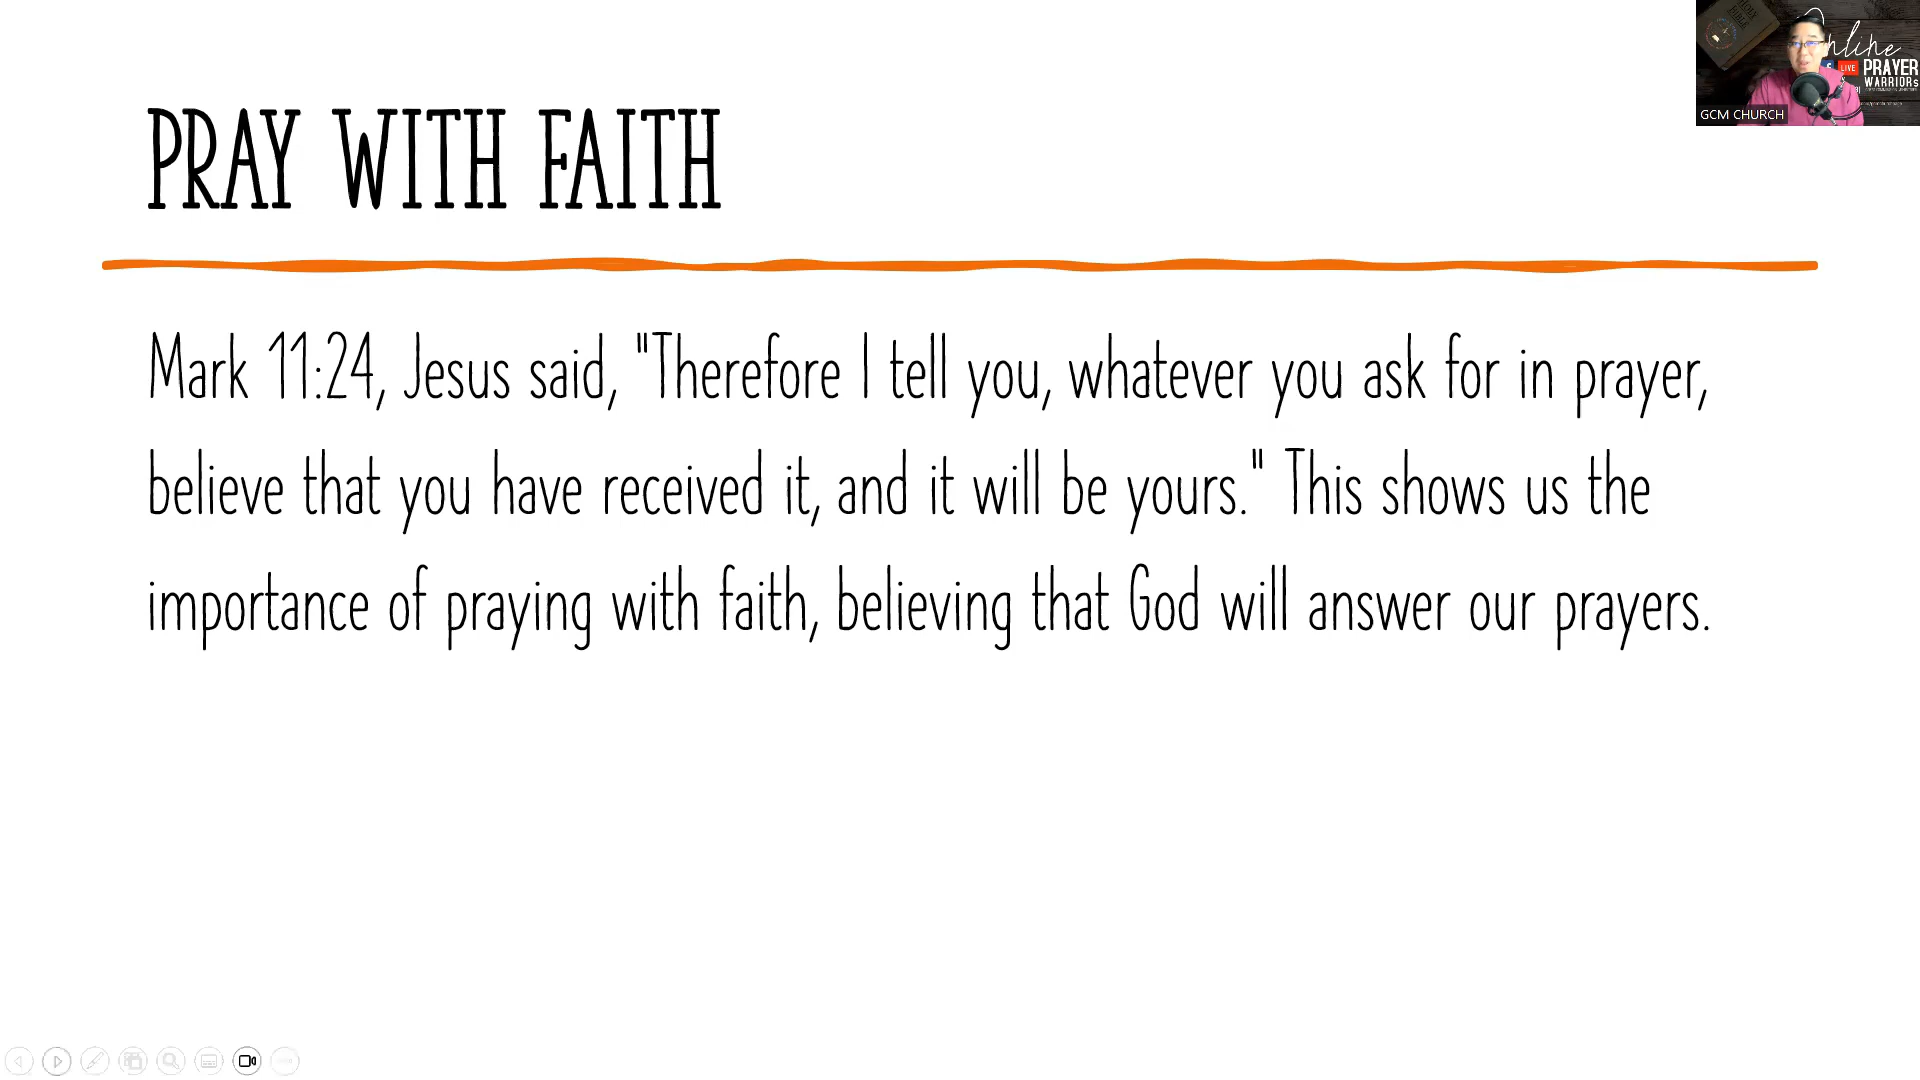 PRAY WITH FAITH
Mark 11:24, Jesus said, "Therefore I tell you, whatever you ask for in prayer,
believe that you have received it, and it will be yours." This shows us the
importance of praying with faith, believing that God will answer our prayers.
LIVE
PRAYER
WARRIORs
GCM CHURCH